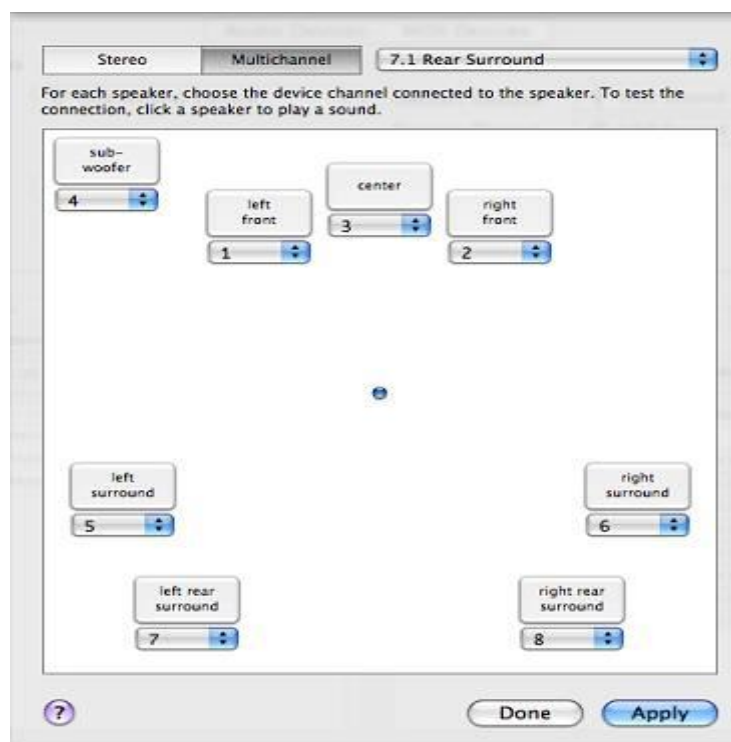 Stereo
Multichannel
7.1 Rear Surround
For each speaker, choose the device channel connected to the speaker. To test the
connection, click a speaker to play a sound.
sub-
woofer
4
left
front
1
center
3
right
front
2
left
surround
5
right
surround
6
left rear
surround
7
right rear
surround
8
?
Done
Apply